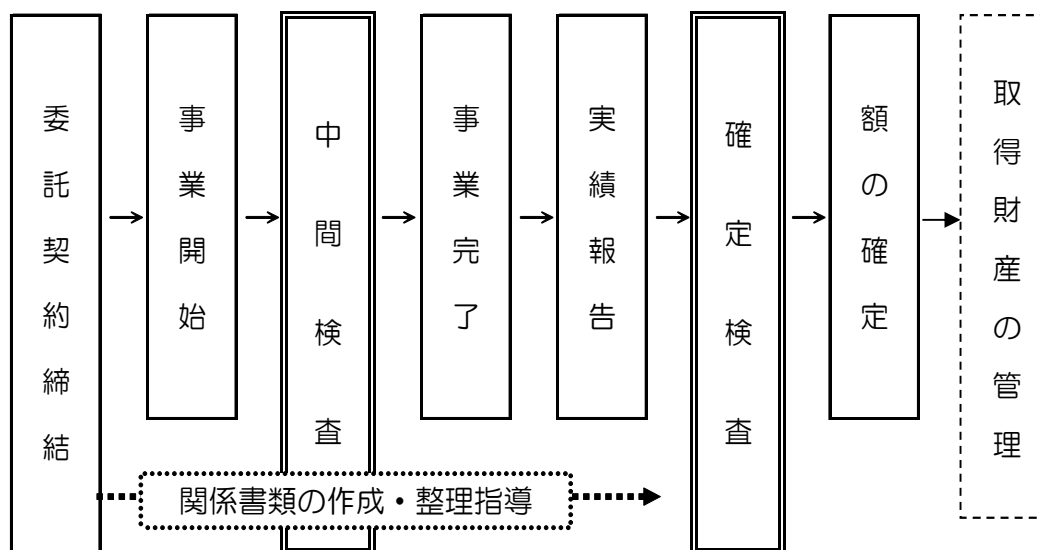 委託契約締結
事業開始
中間検査
事業完了
実績報告
確定検査
額の確定
取得財産の管理
関係書類の作成・整理指導